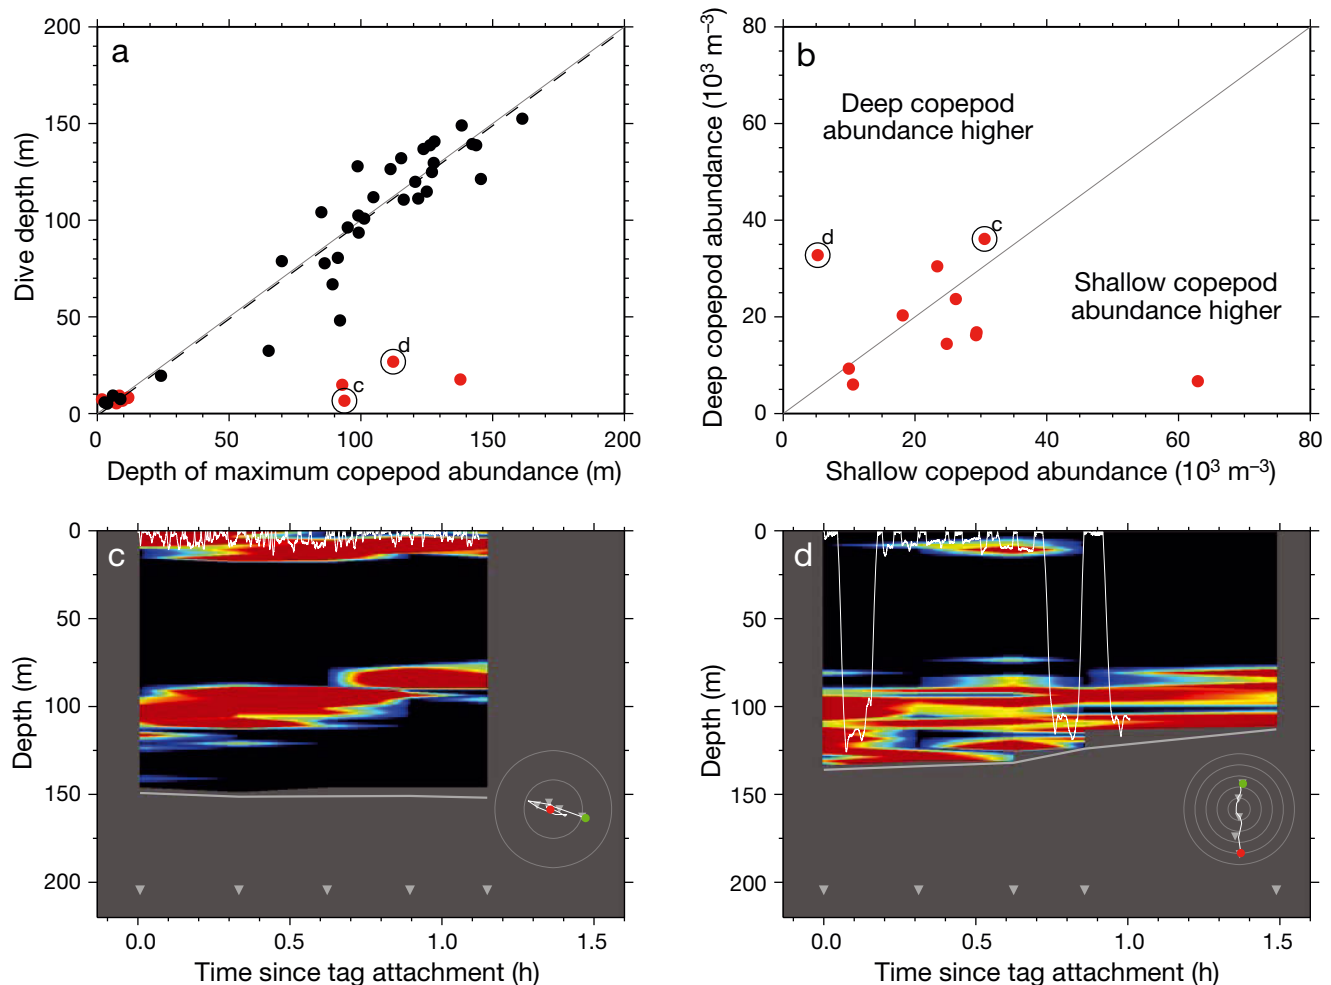 a
200
150
100
50
0
Dive depth (m)
d
c
0
50
100
150
200
Depth of maximum copepod abundance (m)
b
80
60
40
20
0
Deep copepod abundance (10³ m⁻³)
Deep copepod
abundance higher
d
c
Shallow copepod
abundance higher
0
20
40
60
80
Shallow copepod abundance (10³ m⁻³)
c
0
50
100
150
200
Depth (m)
0.0
0.5
1.0
1.5
Time since tag attachment (h)
d
0
50
100
150
200
Depth (m)
0.0
0.5
1.0
1.5
Time since tag attachment (h)